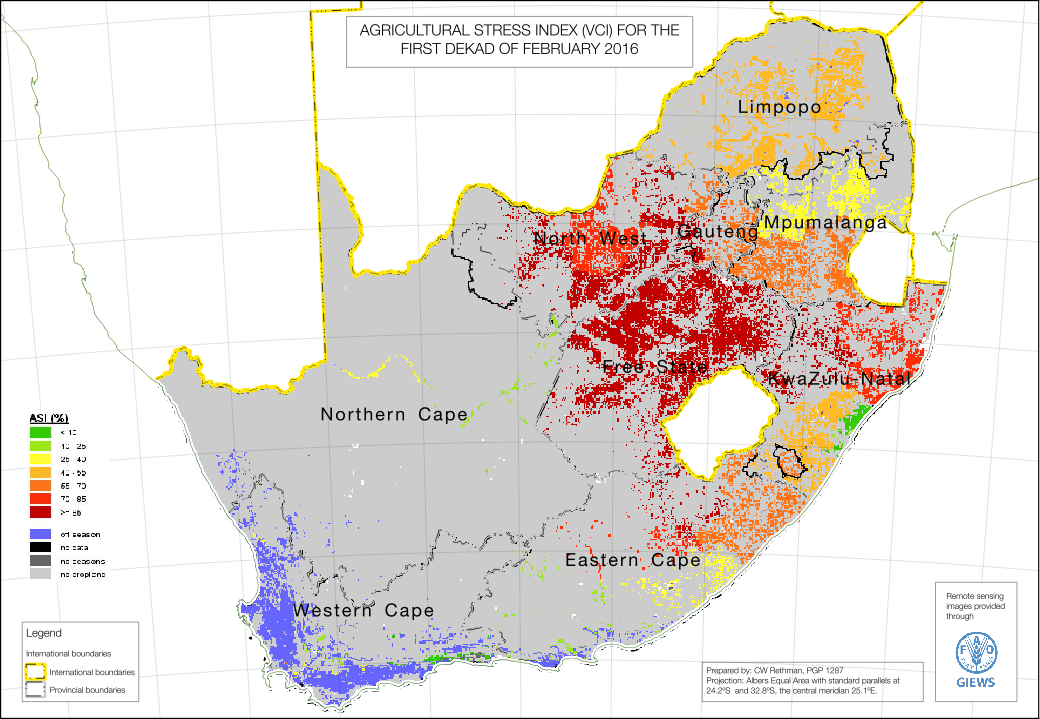 AGRICULTURAL STRESS INDEX (VCI) FOR THE
FIRST DEKAD OF FEBRUARY 2016
Limpopo
Mpumalanga
Gauteng
North West
Free State
KwaZulu-Natal
Northern Cape
Eastern Cape
Western Cape
ASI (%)
< 10
10 - 25
25 - 40
40 - 55
55 - 70
70 - 85
>= 85
off season
no data
no seasons
no cropland
Legend
International boundaries
International boundaries
Provincial boundaries
Prepared by: CW Rethman, PGP 1287
Projection: Albers Equal Area with standard parallels at
24.2ºS and 32.8ºS, the central meridian 25.1ºE.
Remote sensing
images provided
through
F A O
GIEWS